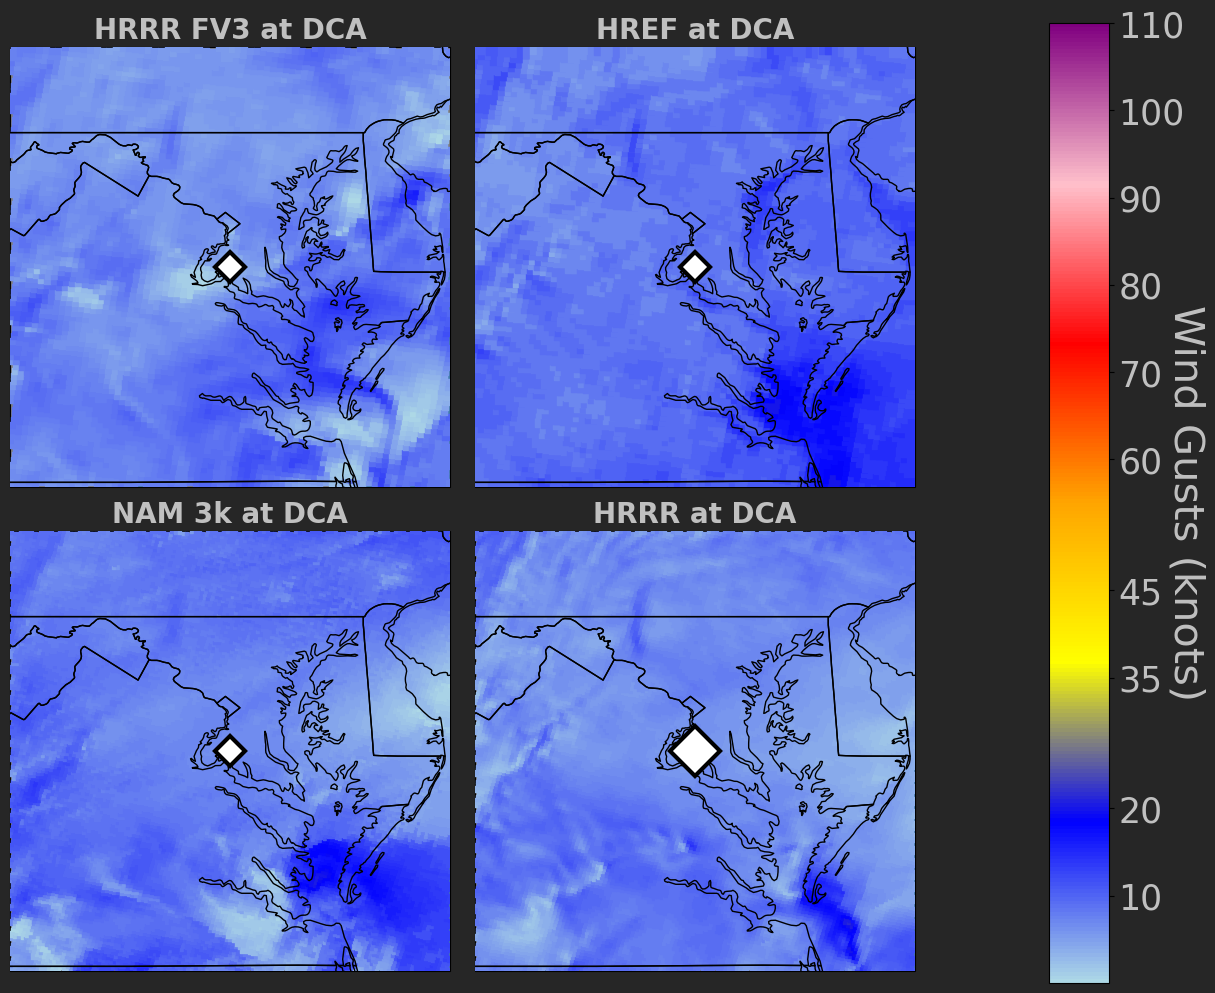 HRRR FV3 at DCA
HREF at DCA
NAM 3k at DCA
HRRR at DCA
110
100
90
80
70
60
45
35
20
10
Wind Gusts (knots)